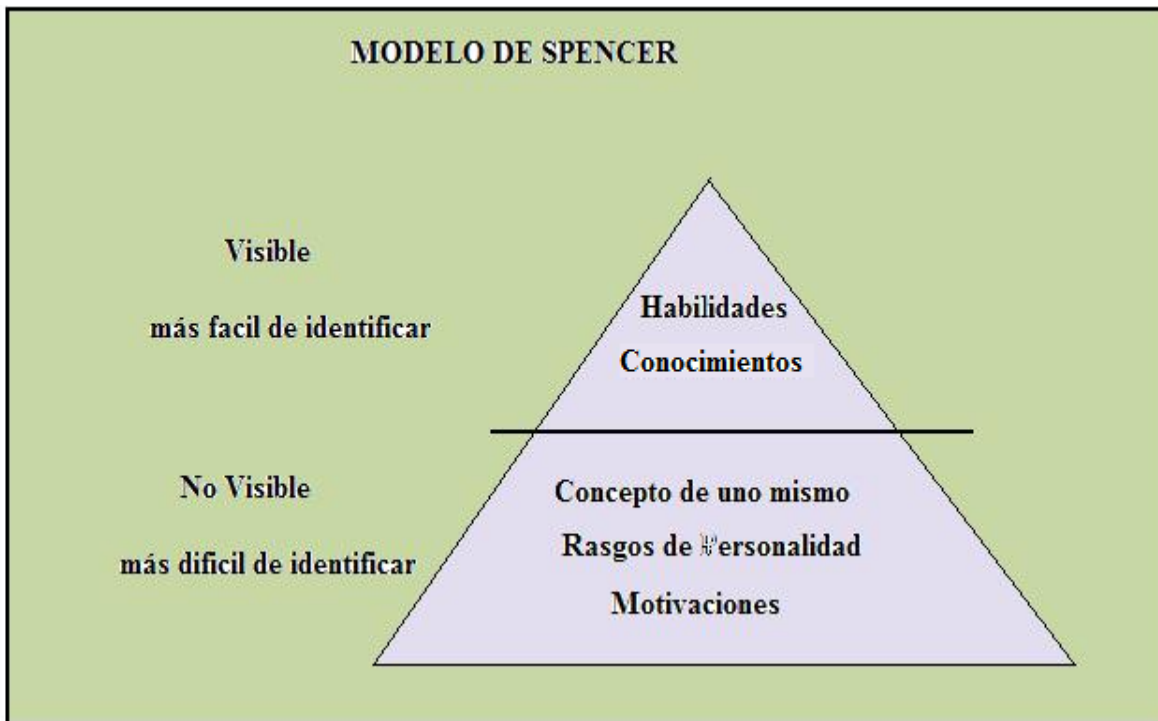 MODELO DE SPENCER
Visible
más facil de identificar
Habilidades
Conocimientos
No Visible
más dificil de identificar
Concepto de uno mismo
Rasgos de Personalidad
Motivaciones